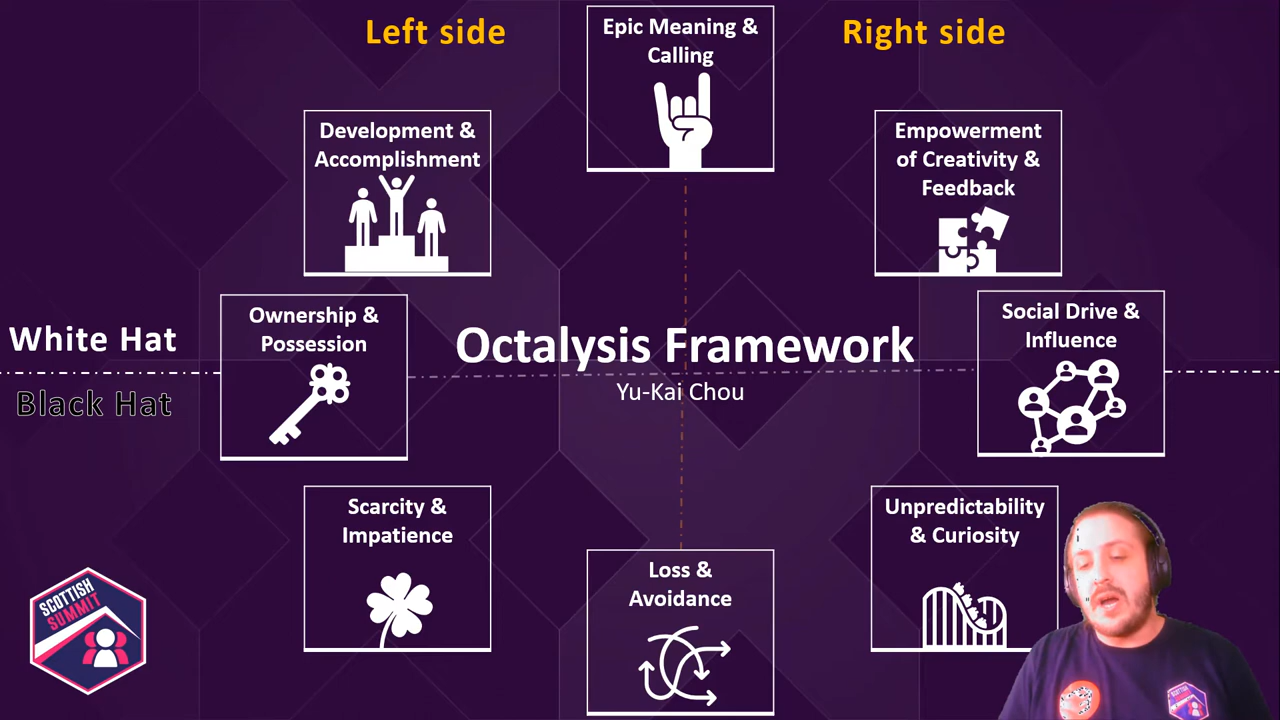 Left side
Epic Meaning &
Calling
Right side
Development &
Accomplishment
Empowerment
of Creativity &
Feedback
White Hat
Black Hat
Ownership &
Possession
Octalysis Framework
Yu-Kai Chou
Social Drive &
Influence
Scarcity &
Impatience
Loss &
Avoidance
Unpredictability
& Curiosity
SCOTTISH
SUMMIT